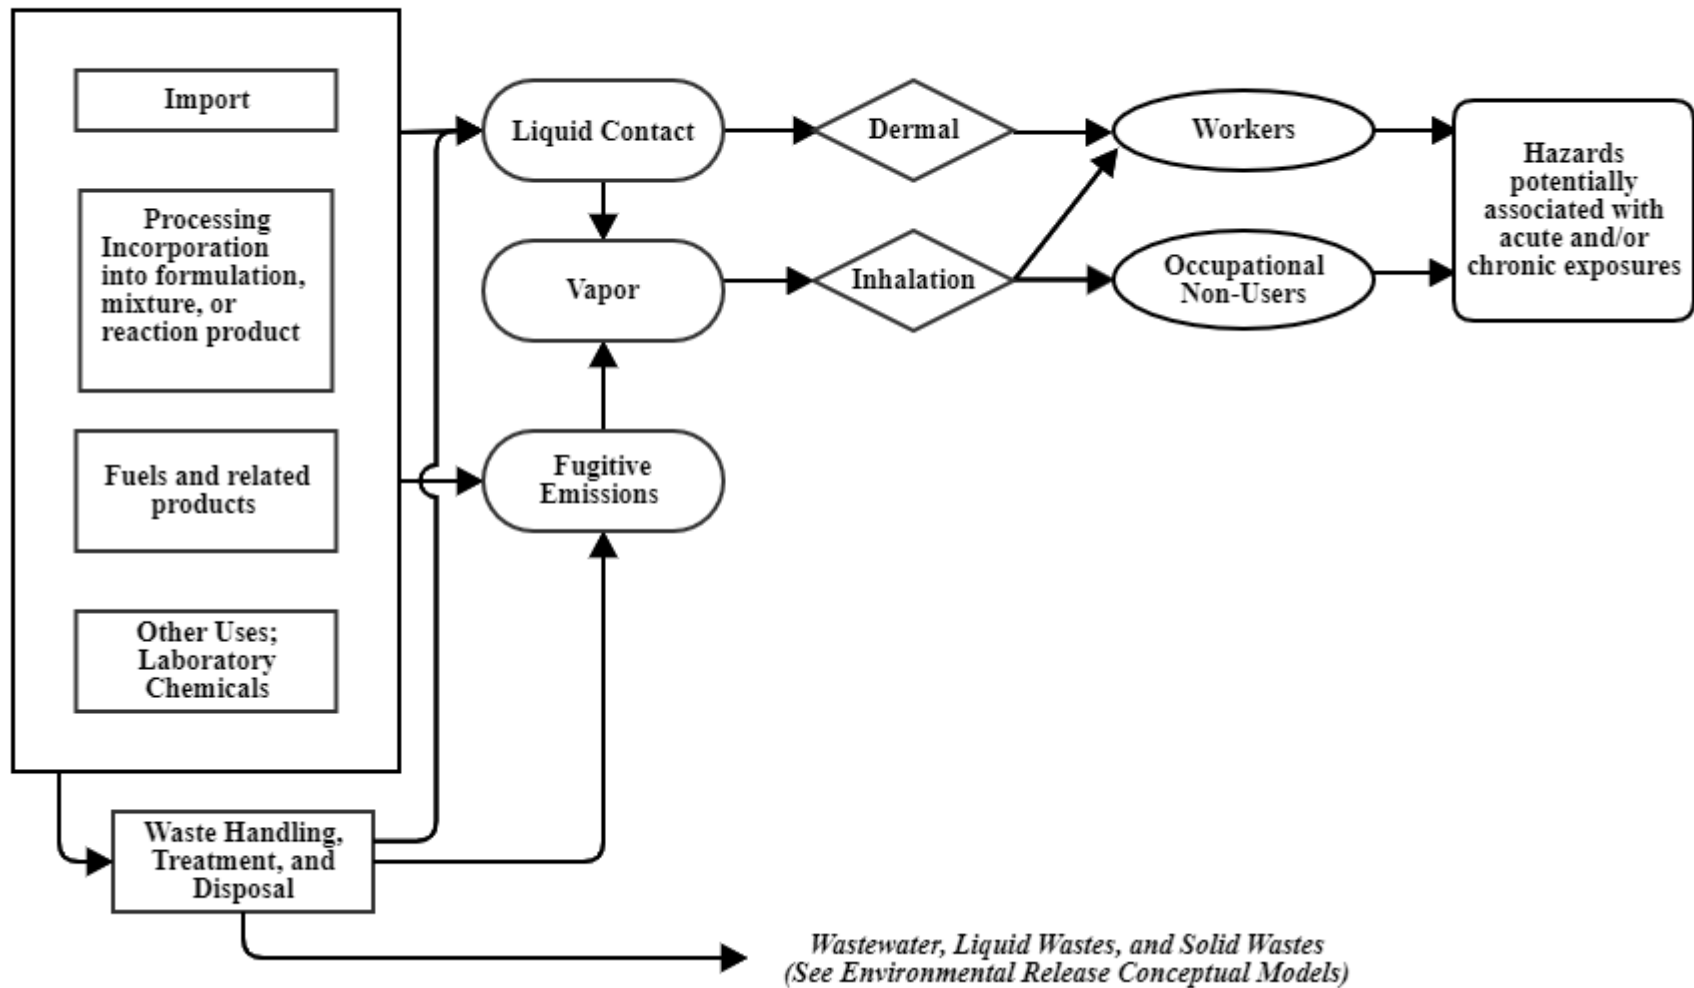 Import
Processing
Incorporation
into formulation,
mixture, or
reaction product
Fuels and related
products
Other Uses;
Laboratory
Chemicals
Waste Handling,
Treatment, and
Disposal
Liquid Contact
Vapor
Fugitive
Emissions
Dermal
Inhalation
Workers
Occupational
Non-Users
Hazards
potentially
associated with
acute and/or
chronic exposures
Wastewater, Liquid Wastes, and Solid Wastes
(See Environmental Release Conceptual Models)